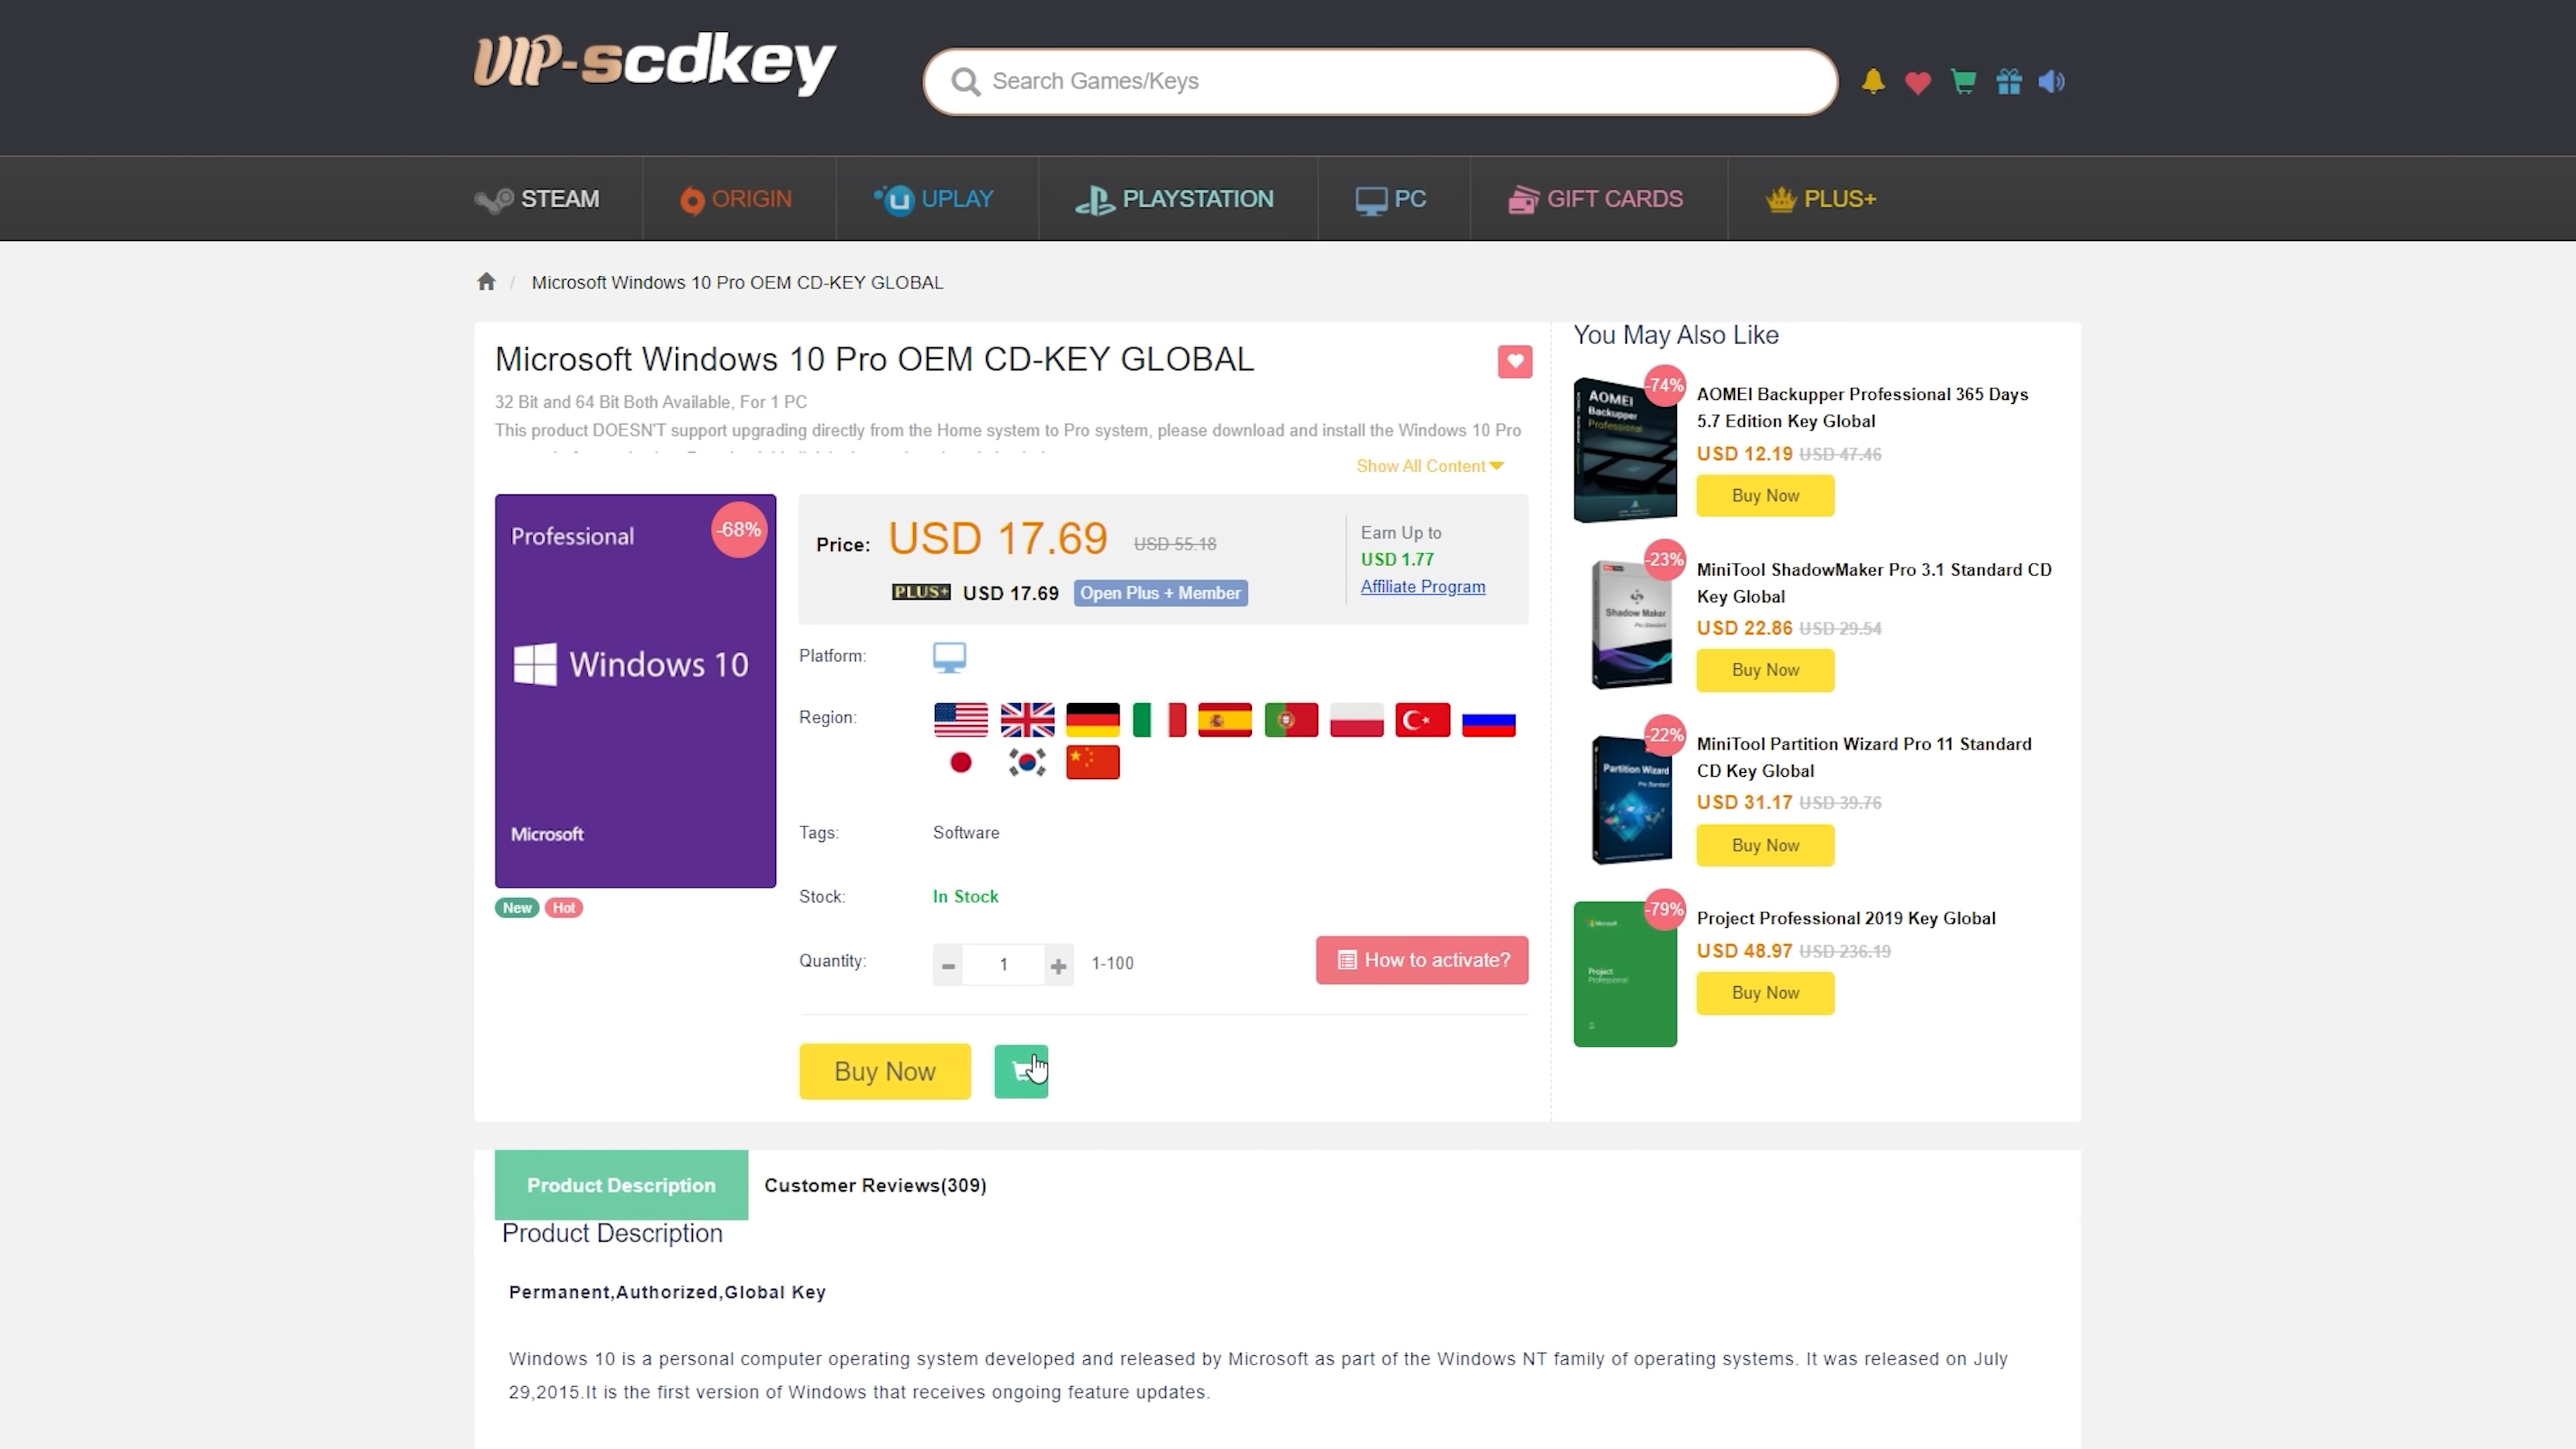 VIP-scdkey
Search Games/Keys
STEAM
ORIGIN
UPLAY
PLAYSTATION
PC
GIFT CARDS
PLUS+
/ Microsoft Windows 10 Pro OEM CD-KEY GLOBAL
Microsoft Windows 10 Pro OEM CD-KEY GLOBAL
32 Bit and 64 Bit Both Available, For 1 PC
This product DOESN'T support upgrading directly from the Home system to Pro system, please download and install the Windows 10 Pro
Show All Content
Professional
-68%
Windows 10
Microsoft
New Hot
Price: USD 17.69 USD 55.18
PLUS+ USD 17.69 Open Plus + Member
Earn Up to
USD 1.77
Affiliate Program
Platform:
Region:
Tags: Software
Stock: In Stock
Quantity: - 1 + 1-100
How to activate?
Buy Now
You May Also Like
-74%
AOMEI
Backupper
Professional
AOMEI Backupper Professional 365 Days
5.7 Edition Key Global
USD 12.19 USD 47.46
Buy Now
-23%
Shadow Maker
Pro Standard
MiniTool ShadowMaker Pro 3.1 Standard CD
Key Global
USD 22.86 USD 29.54
Buy Now
-22%
Partition Wizard
Pro Standard
MiniTool Partition Wizard Pro 11 Standard
CD Key Global
USD 31.17 USD 39.76
Buy Now
-79%
Microsoft
Project
Professional
Project Professional 2019 Key Global
USD 48.97 USD 236.19
Buy Now
Product Description
Customer Reviews(309)
Product Description
Permanent,Authorized,Global Key
Windows 10 is a personal computer operating system developed and released by Microsoft as part of the Windows NT family of operating systems. It was released on July
29,2015.It is the first version of Windows that receives ongoing feature updates.